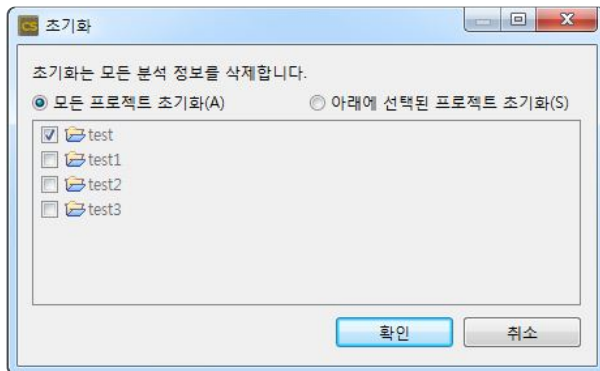 CS 초기화
초기화는 모든 분석 정보를 삭제합니다.
모든 프로젝트 초기화(A) 아래에 선택된 프로젝트 초기화(S)
test
test1
test2
test3
확인 취소